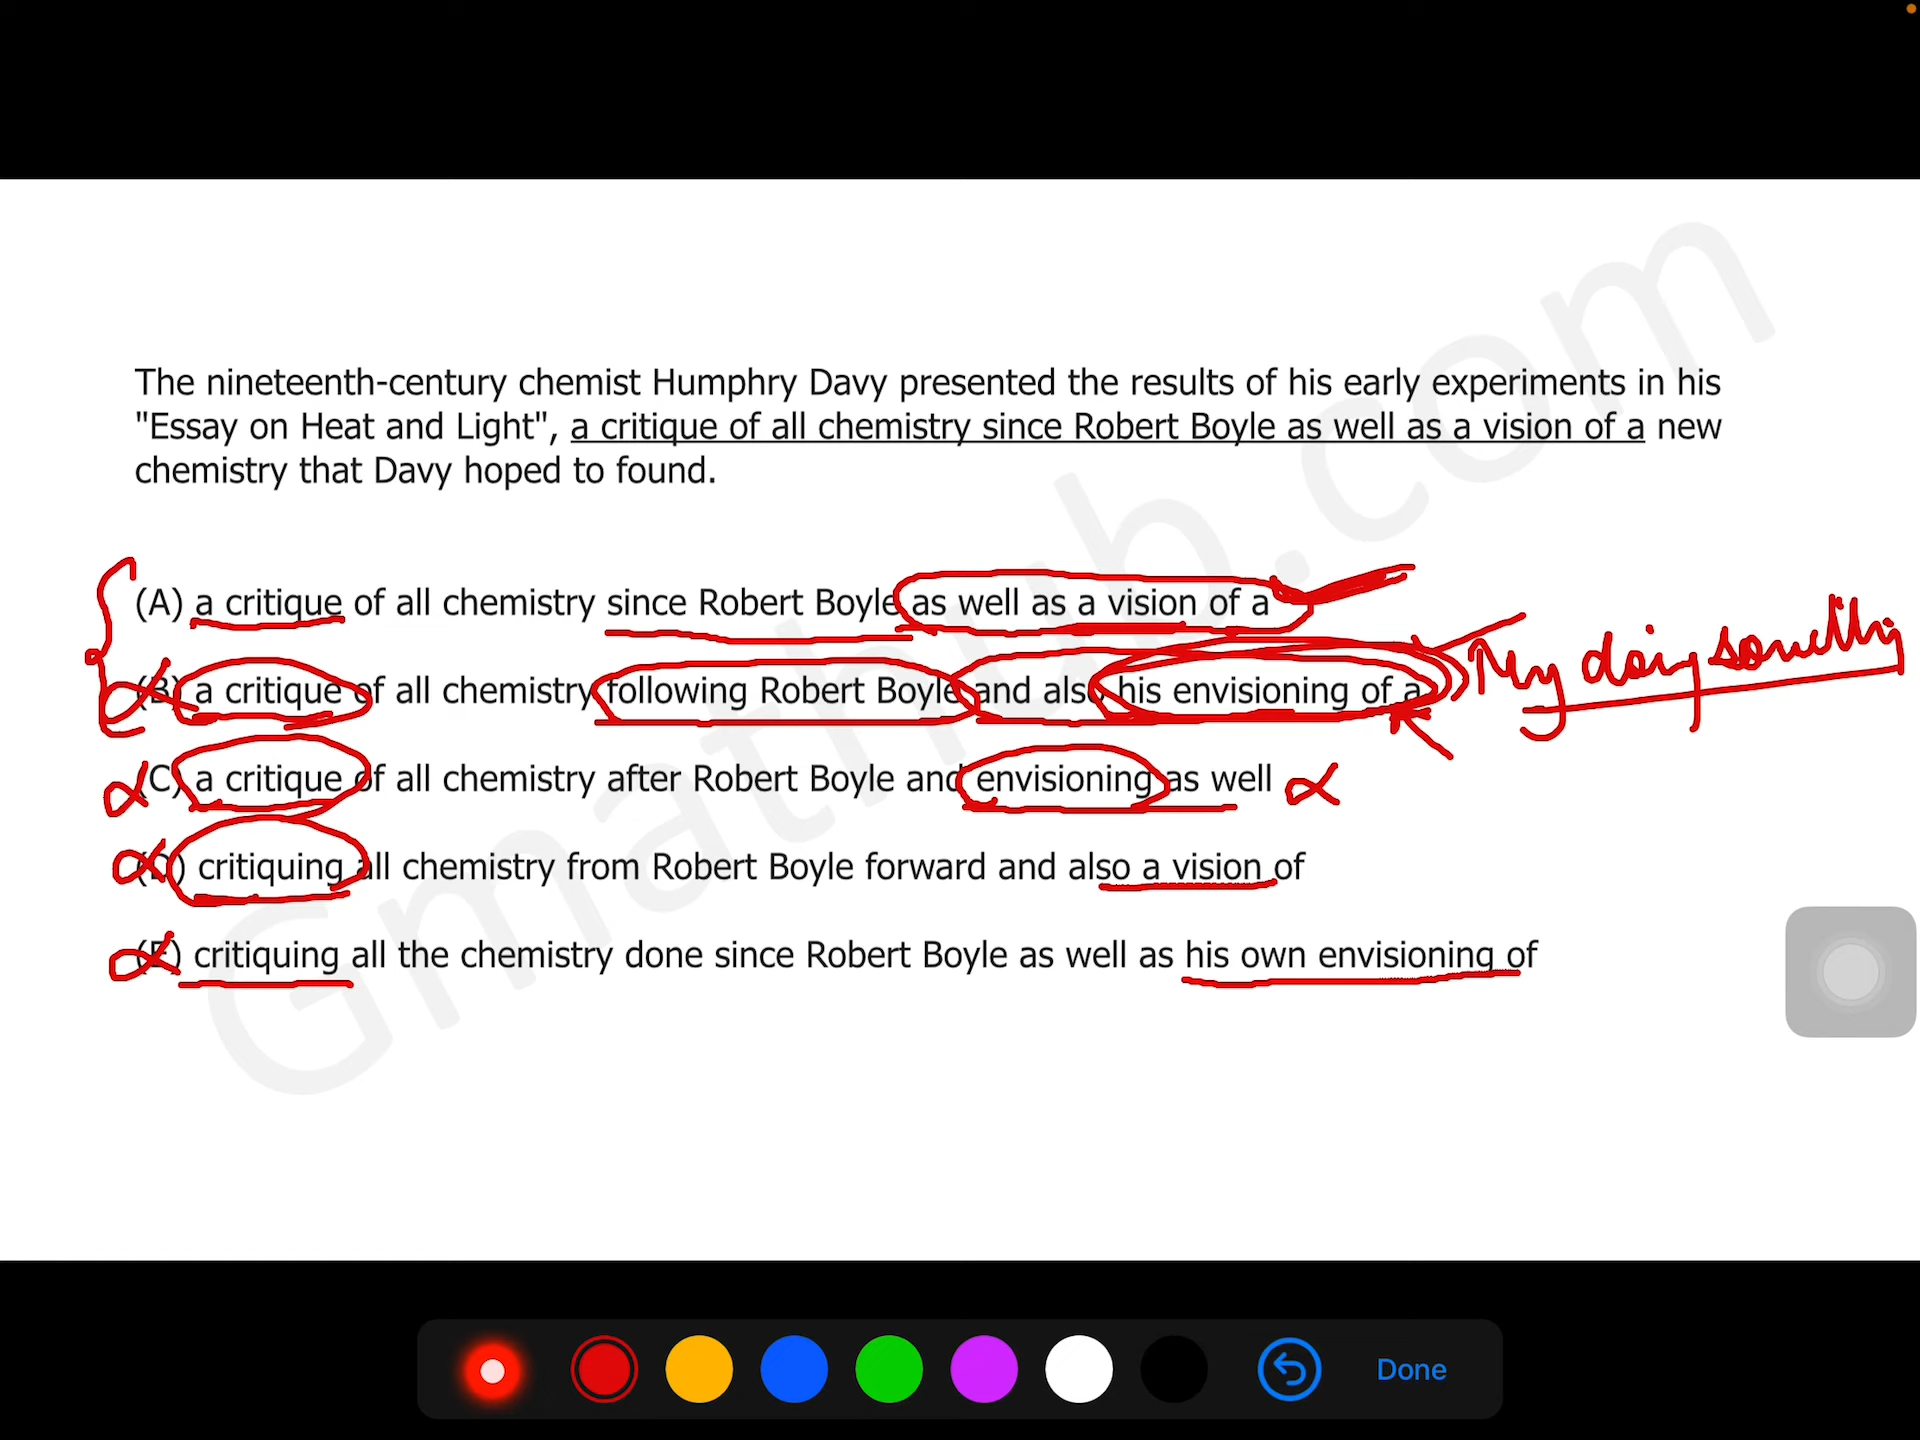 The nineteenth-century chemist Humphry Davy presented the results of his early experiments in his
"Essay on Heat and Light", a critique of all chemistry since Robert Boyle as well as a vision of a new
chemistry that Davy hoped to found.
(A) a critique of all chemistry since Robert Boyle as well as a vision of a
(B) a critique of all chemistry following Robert Boyle and also his envisioning of a
My doing somethig
(C) a critique of all chemistry after Robert Boyle and envisioning as well
(D) critiquing all chemistry from Robert Boyle forward and also a vision of
(E) critiquing all the chemistry done since Robert Boyle as well as his own envisioning of
Gmathub.com
Done